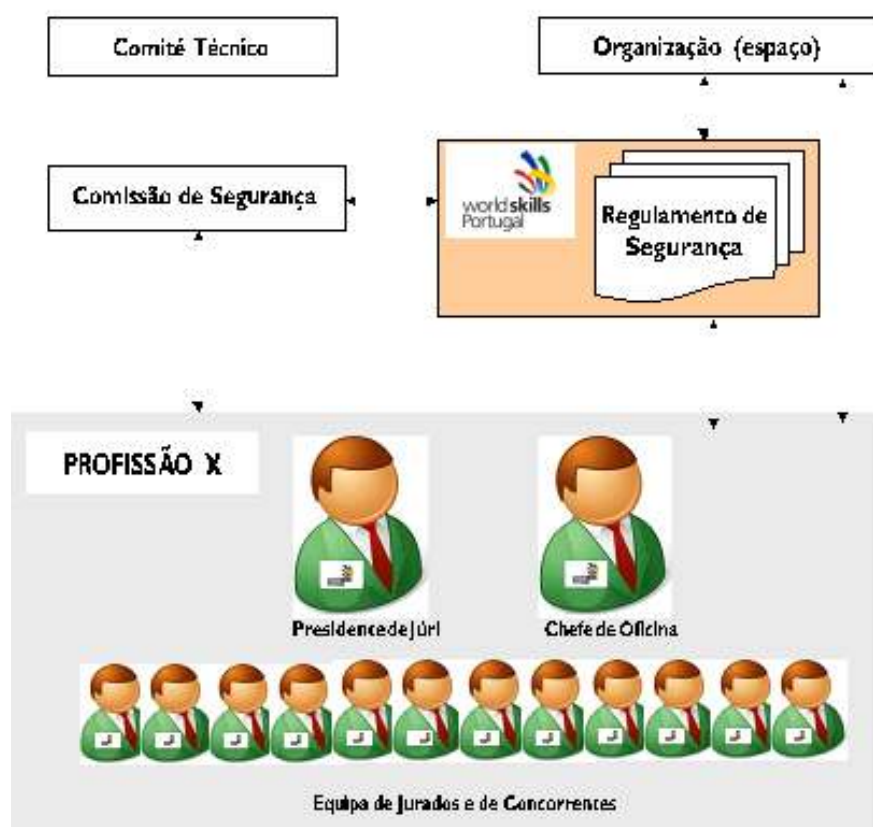 Comité Técnico
Organização (espaço)
Comissão de Segurança
worldskills
Portugal
Regulamento de
Segurança
PROFISSÃO X
Presidente de Júri
Chefe de Oficina
Equipa de Jurados e de Concorrentes